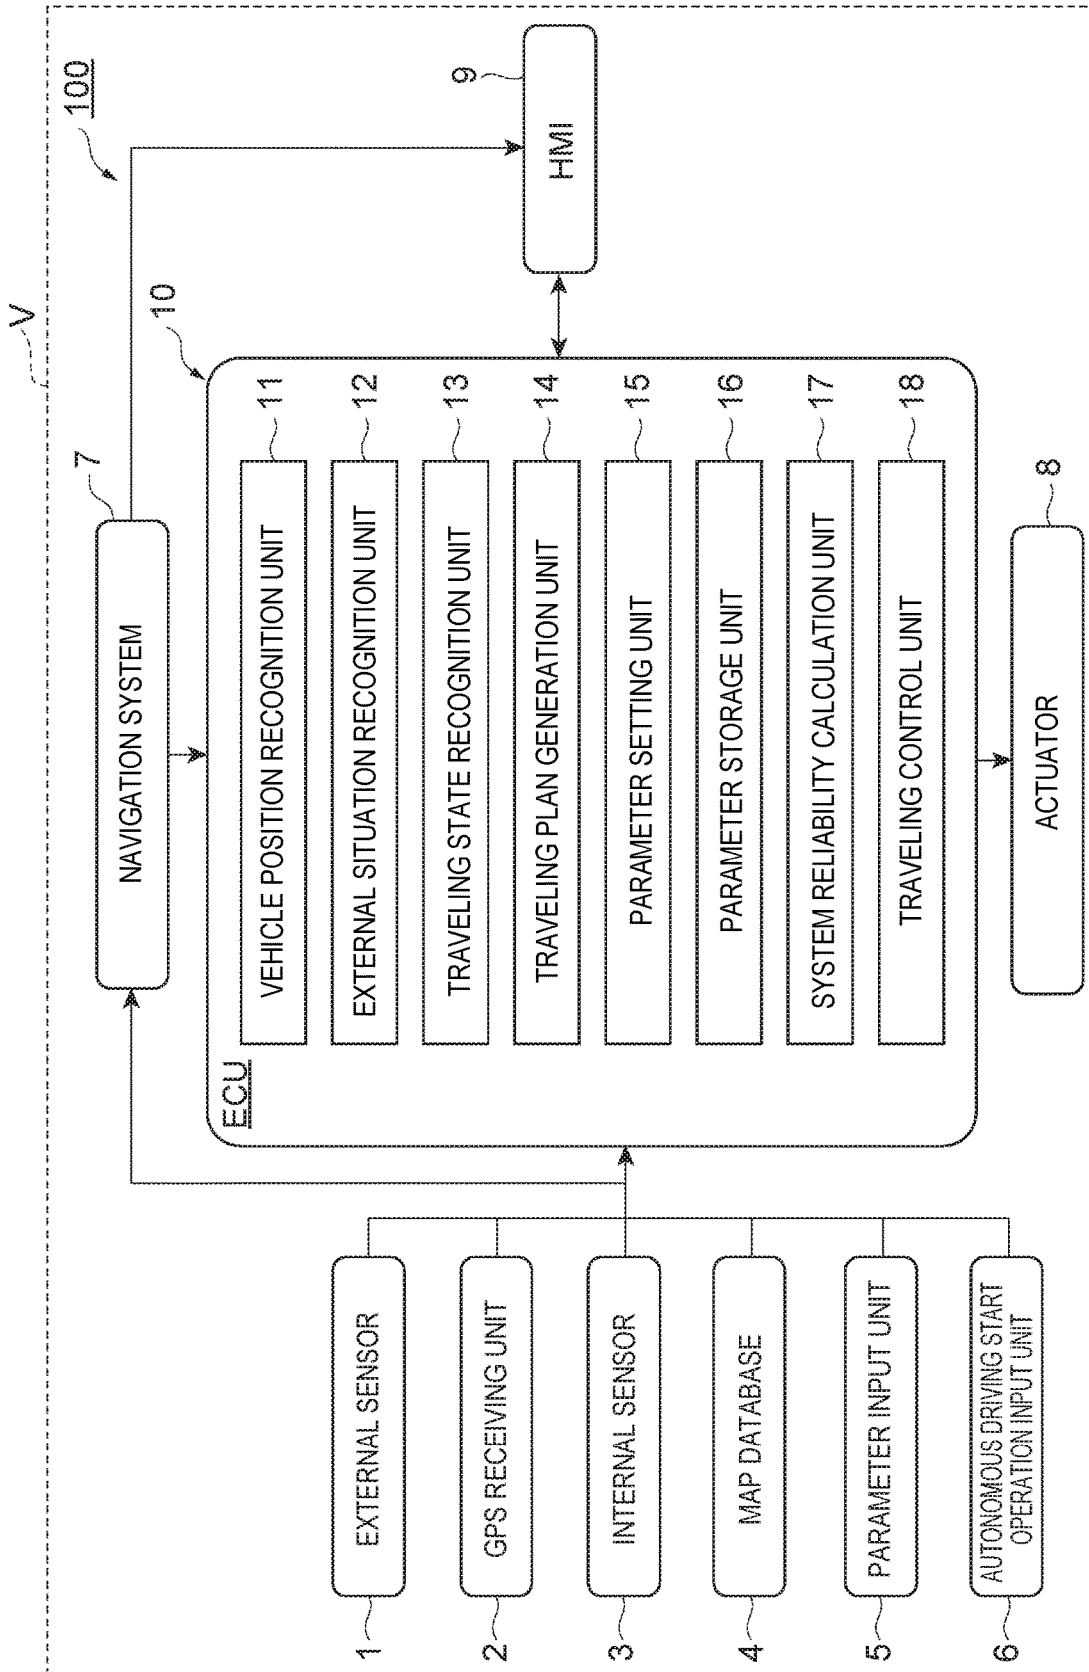 V
100
1
EXTERNAL SENSOR
2
GPS RECEIVING UNIT
3
INTERNAL SENSOR
4
MAP DATABASE
5
PARAMETER INPUT UNIT
6
AUTONOMOUS DRIVING START
OPERATION INPUT UNIT
7
NAVIGATION SYSTEM
10
ECU
VEHICLE POSITION RECOGNITION UNIT
11
EXTERNAL SITUATION RECOGNITION UNIT
12
TRAVELING STATE RECOGNITION UNIT
13
TRAVELING PLAN GENERATION UNIT
14
PARAMETER SETTING UNIT
15
PARAMETER STORAGE UNIT
16
SYSTEM RELIABILITY CALCULATION UNIT
17
TRAVELING CONTROL UNIT
18
ACTUATOR
8
HMI
9